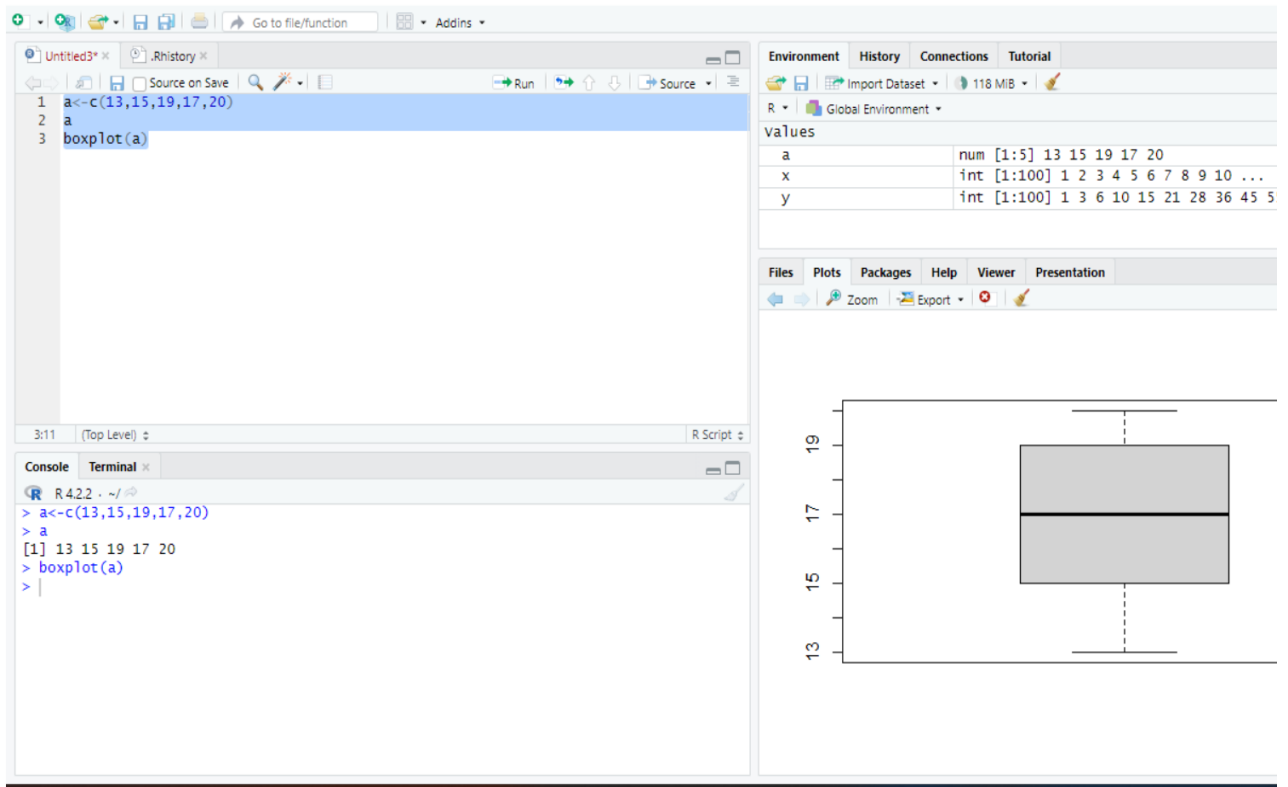 Go to file/function Addins
Untitled3* .Rhistory
Source on Save Run Source
1 a<-c(13,15,19,17,20)
2 a
3 boxplot(a)
3:11 (Top Level) R Script
Console Terminal
R 4.2.2 . ~/
> a<-c(13,15,19,17,20)
> a
[1] 13 15 19 17 20
> boxplot(a)
>
Environment History Connections Tutorial
Import Dataset 118 MiB
R Global Environment
Values
a num [1:5] 13 15 19 17 20
x int [1:100] 1 2 3 4 5 6 7 8 9 10 ...
y int [1:100] 1 3 6 10 15 21 28 36 45
Files Plots Packages Help Viewer Presentation
Zoom Export
19
17
15
13